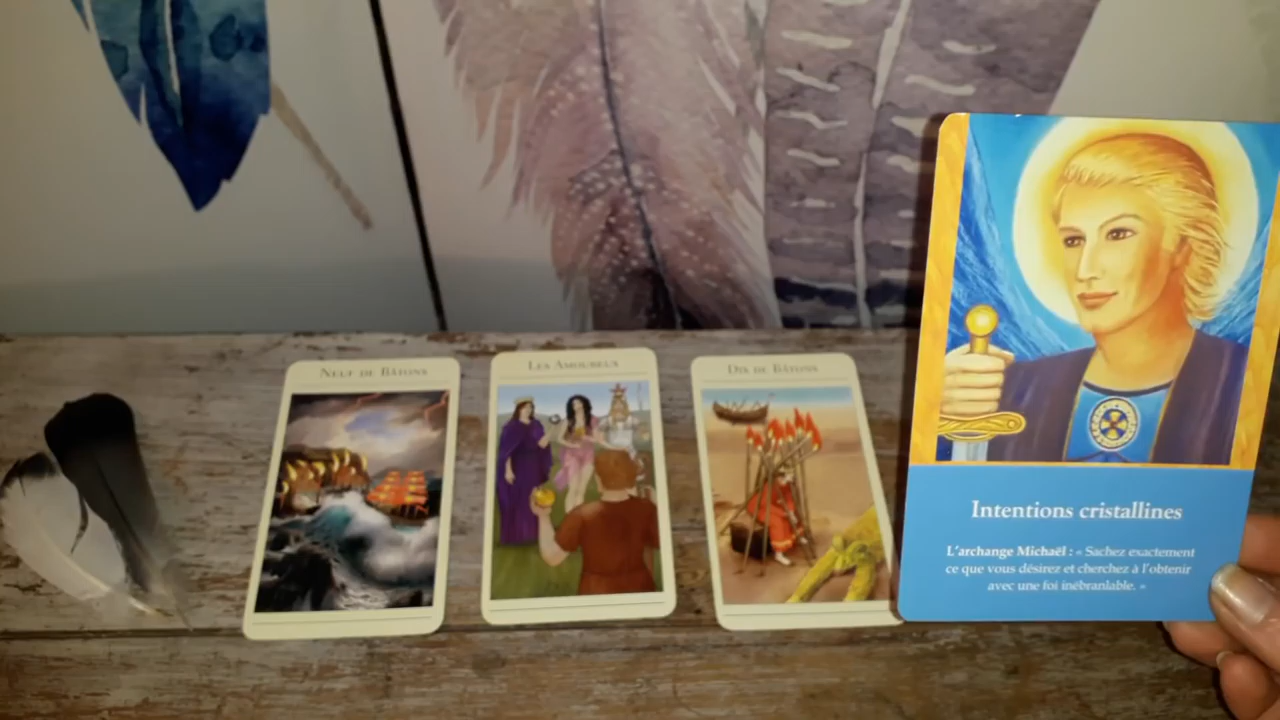 Neuf de Bâtons
Les Amoureux
Dix de Bâtons
Intentions cristallines
L'archange Michaël : « Sachez exactement
ce que vous désirez et cherchez à l'obtenir
avec une foi inébranlable. »